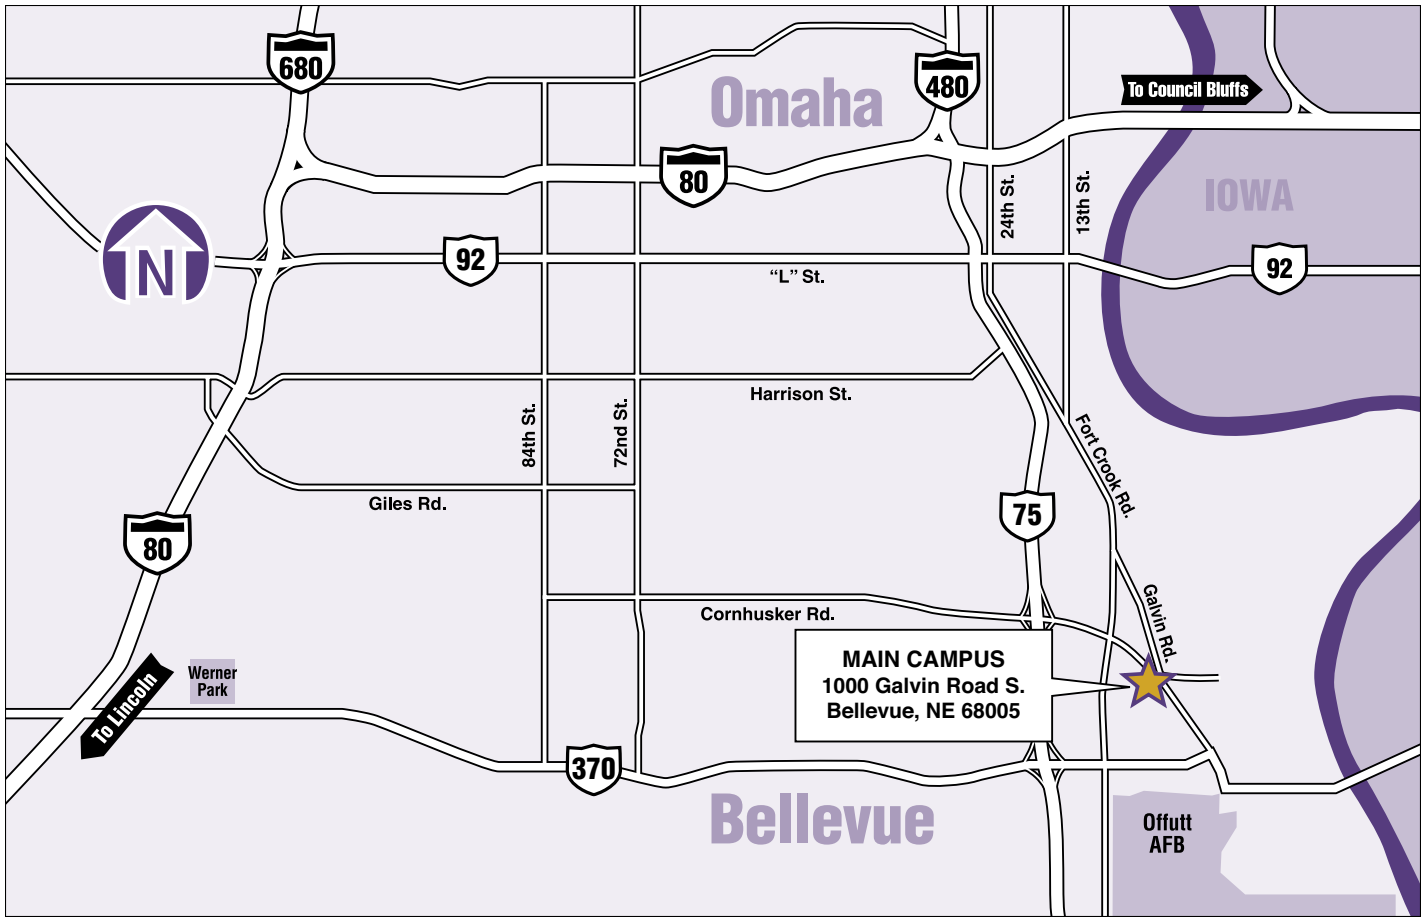 680
480
Omaha
To Council Bluffs
80
24th St.
13th St.
IOWA
N
92
"L" St.
92
Harrison St.
84th St.
72nd St.
Fort Crook Rd.
Giles Rd.
75
80
Cornhusker Rd.
Galvin Rd.
MAIN CAMPUS
1000 Galvin Road S.
Bellevue, NE 68005
Werner
Park
To Lincoln
370
Bellevue
Offutt
AFB